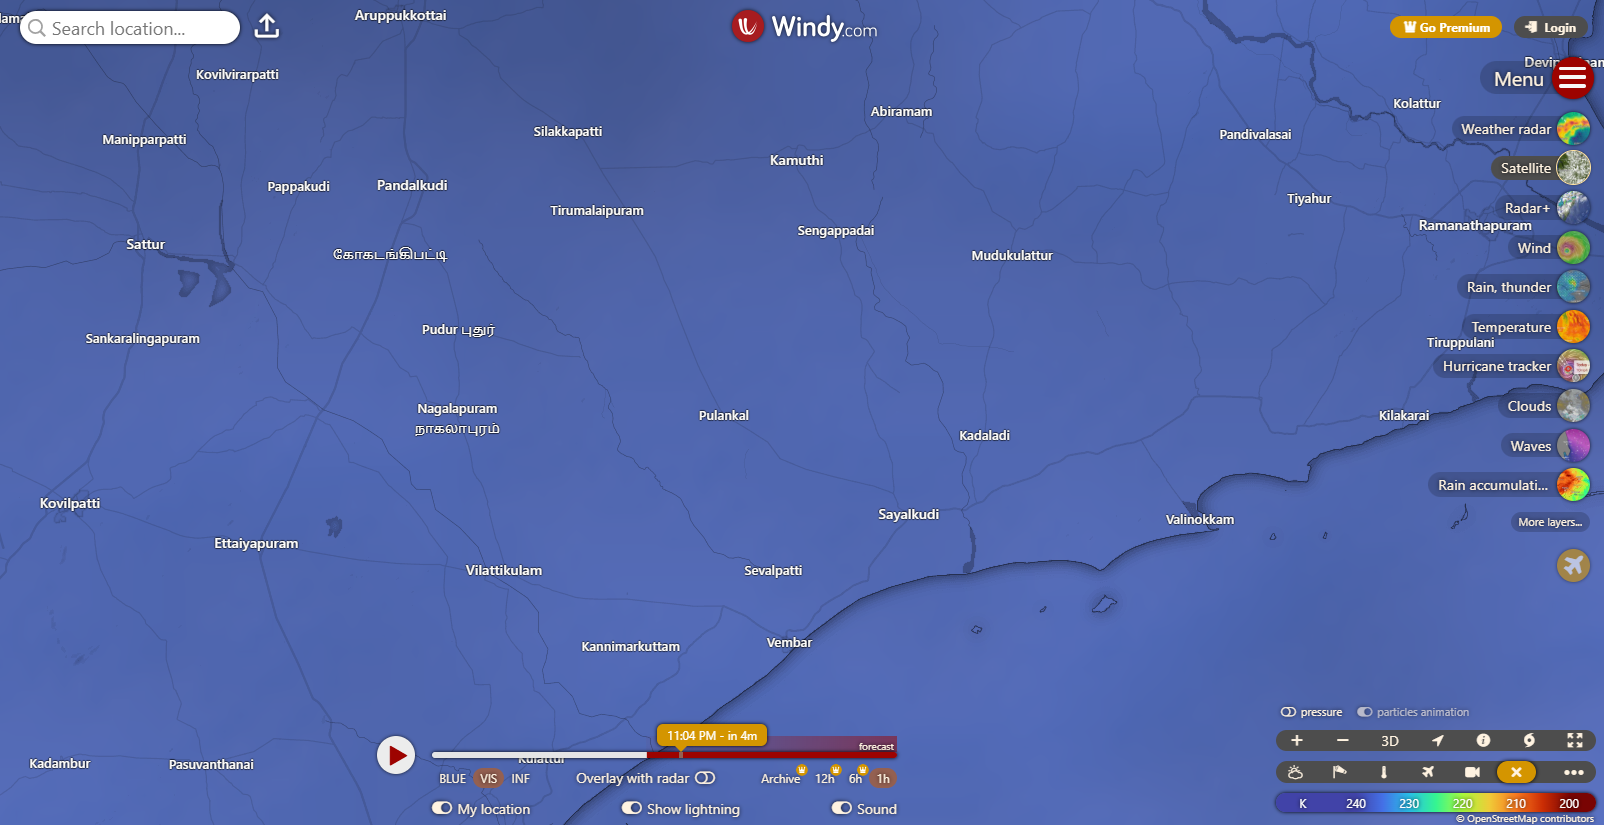 Search location...
Aruppukkottai
Windy.com
Go Premium
Login
Kovilvirarpatti
Menu
Kolattur
Abiramam
Weather radar
Manipparpatti
Silakkapatti
Pandivalasai
Kamuthi
Satellite
Pappakudi
Pandalkudi
Tirumalaipuram
Tiyahur
Radar+
Sengappadai
Ramanathapuram
Sattur
கோகடங்கிபட்டி
Mudukulattur
Wind
Rain, thunder
Sankaralingapuram
Pudur புதுர்
Temperature
Tiruppulani
Hurricane tracker
Nagalapuram
நாகலாபுரம்
Pulankal
Kilakarai
Clouds
Kadaladi
Waves
Rain accumulati...
Kovilpatti
Sayalkudi
Valinokkam
More layers...
Ettaiyapuram
Vilattikulam
Sevalpatti
Kannimarkuttam
Vembar
pressure
particles animation
11:04 PM - in 4m
forecast
3D
Kadambur
Pasuvanthanai
Kulattur
BLUE VIS INF
Overlay with radar
Archive 12h 6h 1h
My location
Show lightning
Sound
K 240 230 220 210 200
© OpenStreetMap contributors